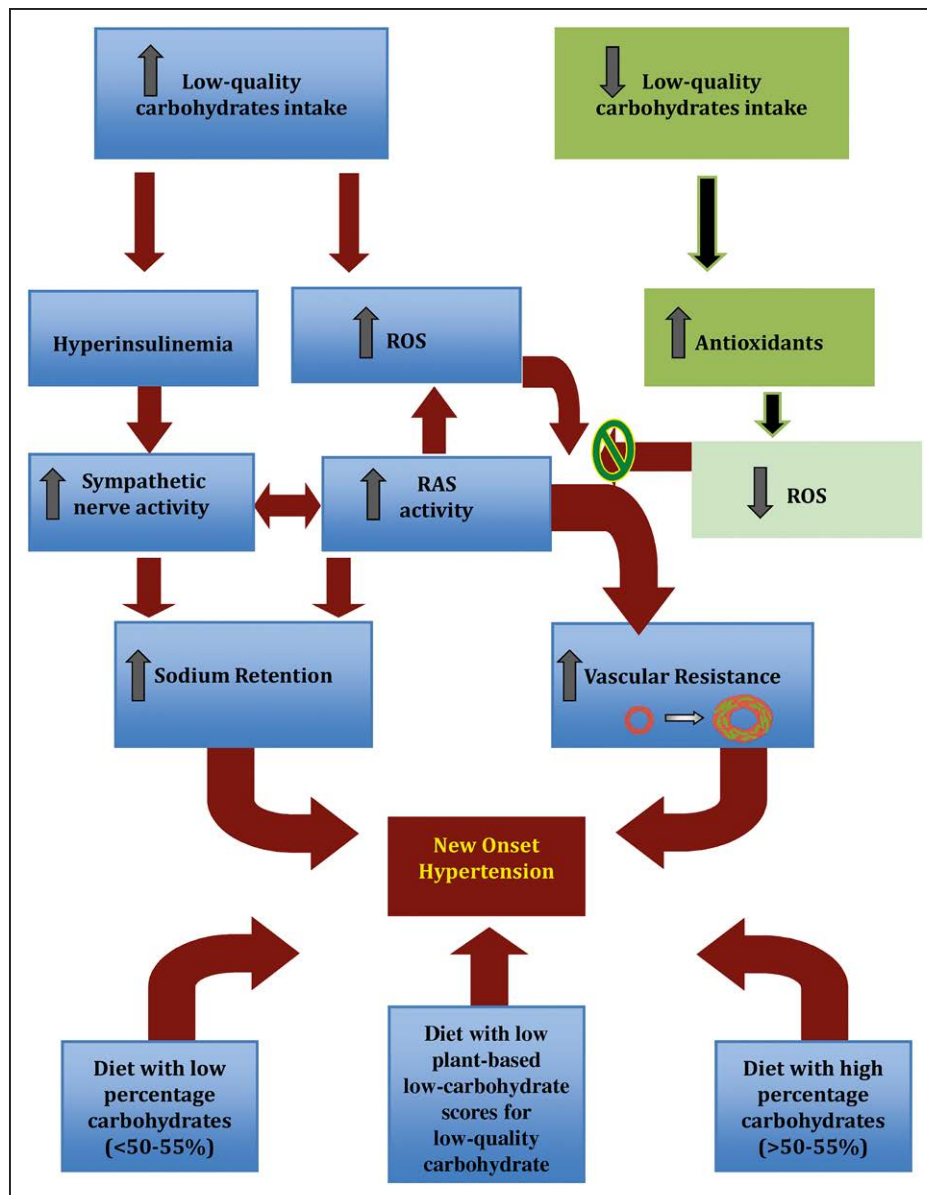 Low-quality
carbohydrates intake
Low-quality
carbohydrates intake
Hyperinsulinemia
ROS
Antioxidants
Sympathetic
nerve activity
RAS
activity
ROS
Sodium Retention
Vascular Resistance
New Onset
Hypertension
Diet with low
percentage
carbohydrates
(<50-55%)
Diet with low
plant-based
low-carbohydrate
scores for
low-quality
carbohydrate
Diet with high
percentage
carbohydrates
(>50-55%)